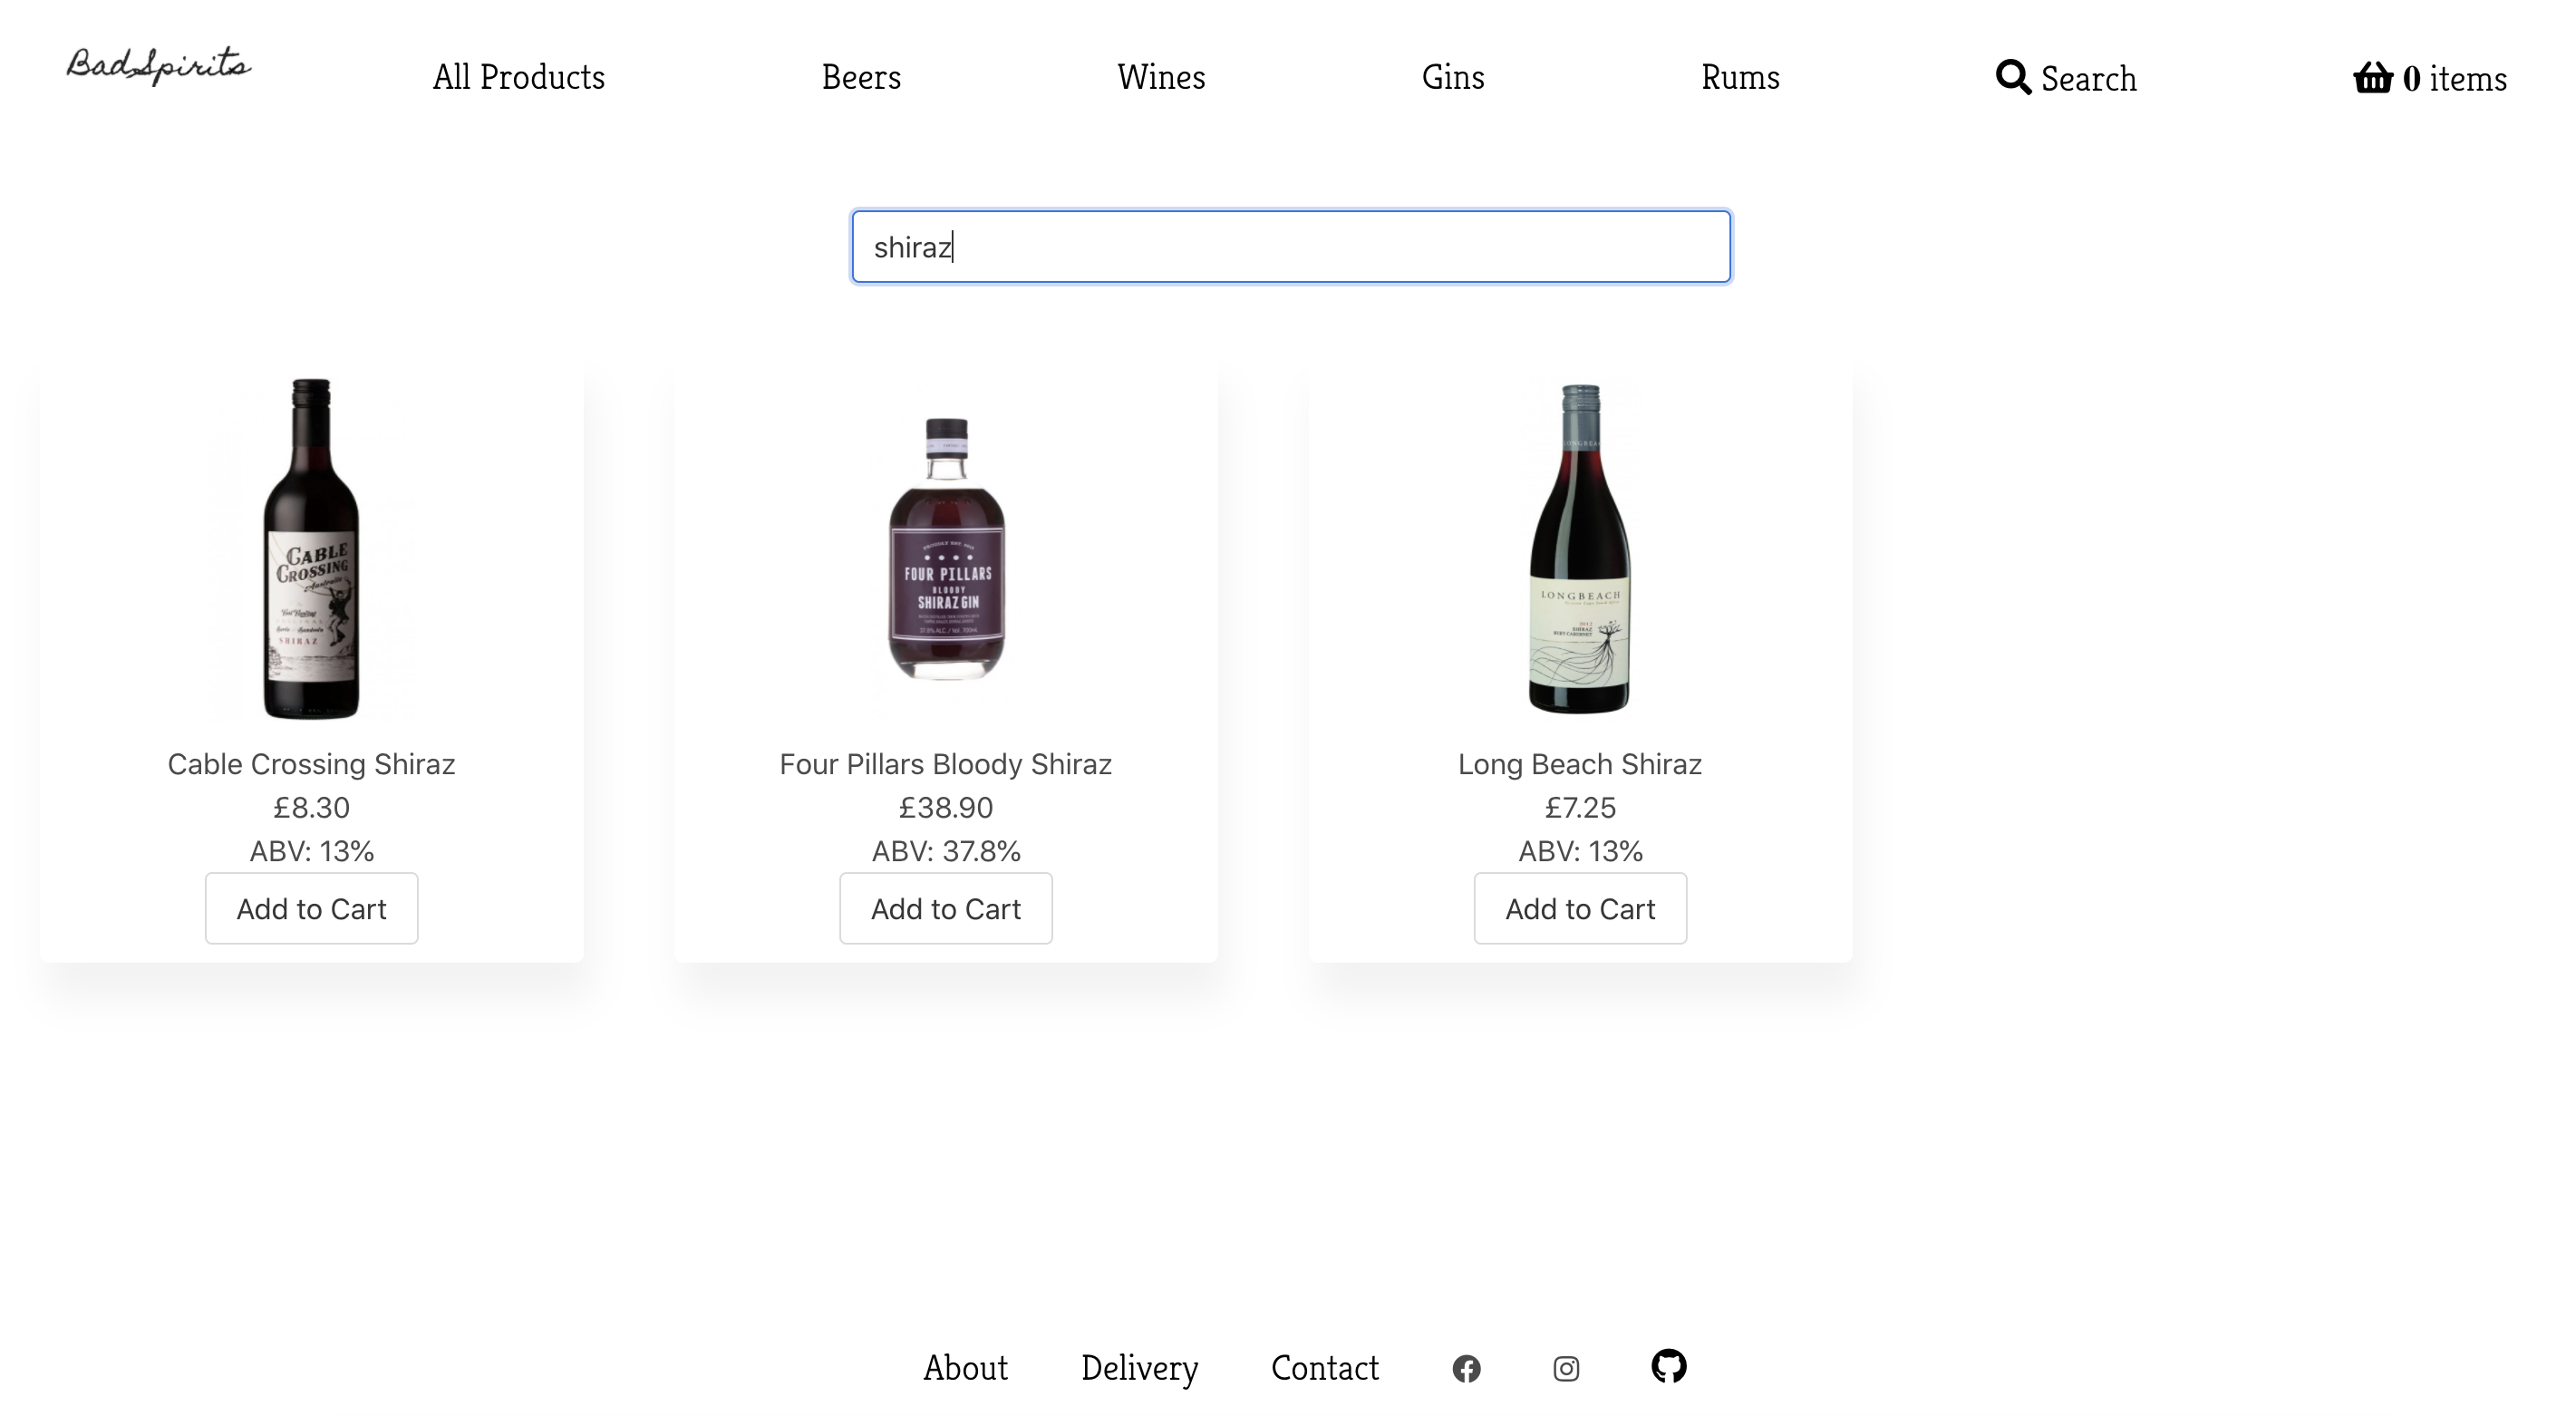 BadSpirits
All Products
Beers
Wines
Gins
Rums
Search
0 items
shiraz
CABLE
CROSSING
Australia
SHIRAZ
Cable Crossing Shiraz
£8.30
ABV: 13%
Add to Cart
FOUR PILLARS
BLOODY
SHIRAZ GIN
Four Pillars Bloody Shiraz
£38.90
ABV: 37.8%
Add to Cart
LONGBEACH
SHIRAZ
Long Beach Shiraz
£7.25
ABV: 13%
Add to Cart
About
Delivery
Contact